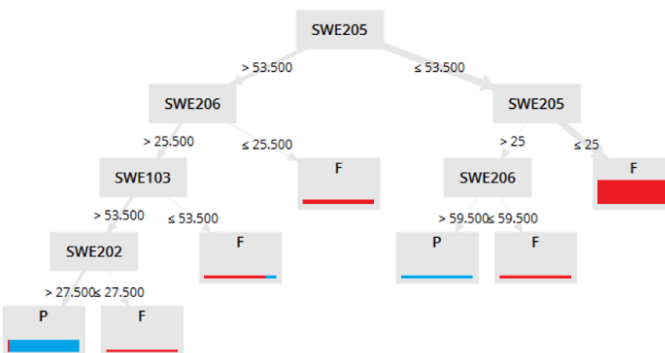 SWE205
> 53.500 ≤ 53.500
SWE206 SWE205
> 25.500 ≤ 25.500 > 25 ≤ 25
SWE103 F SWE206 F
> 53.500 ≤ 53.500 > 59.500 ≤ 59.500
SWE202 F P F
> 27.500 ≤ 27.500
P F